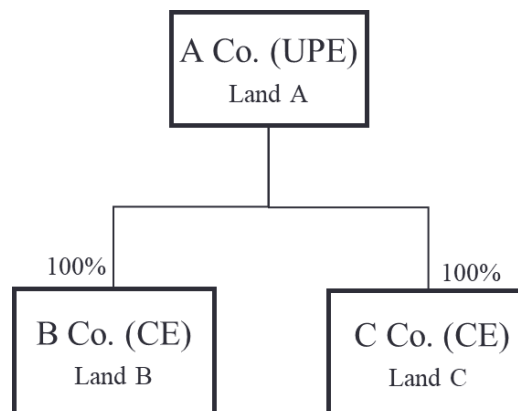 A Co. (UPE)
Land A
100%
100%
B Co. (CE)
Land B
C Co. (CE)
Land C